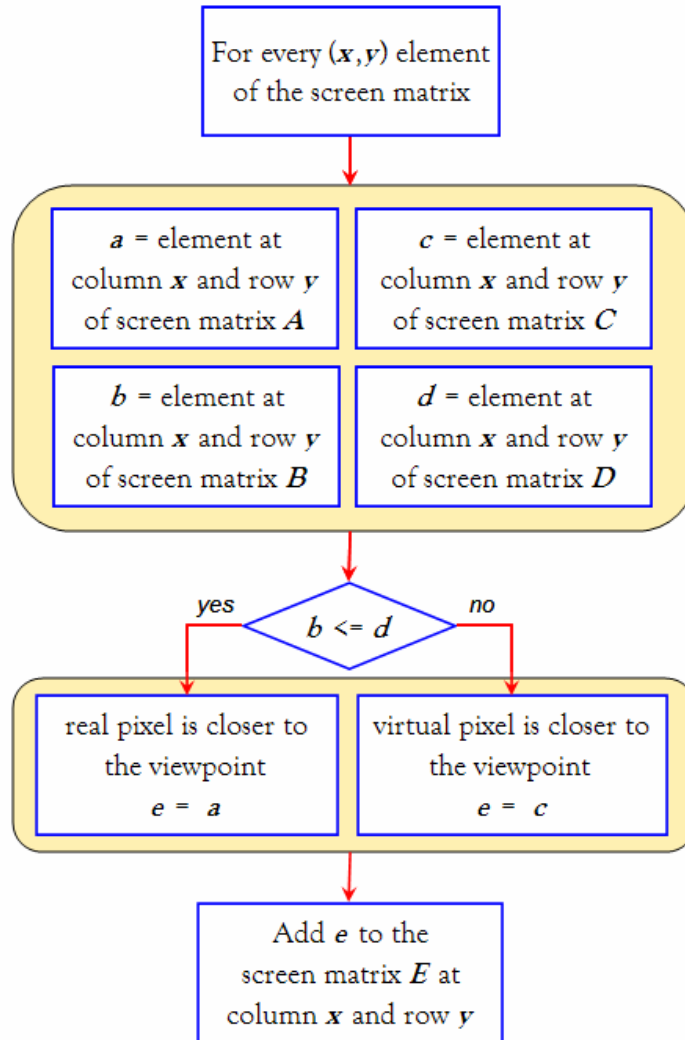 For every (x,y) element
of the screen matrix
a = element at
column x and row y
of screen matrix A
c = element at
column x and row y
of screen matrix C
b = element at
column x and row y
of screen matrix B
d = element at
column x and row y
of screen matrix D
b <= d
yes
no
real pixel is closer to
the viewpoint
e = a
virtual pixel is closer to
the viewpoint
e = c
Add e to the
screen matrix E at
column x and row y